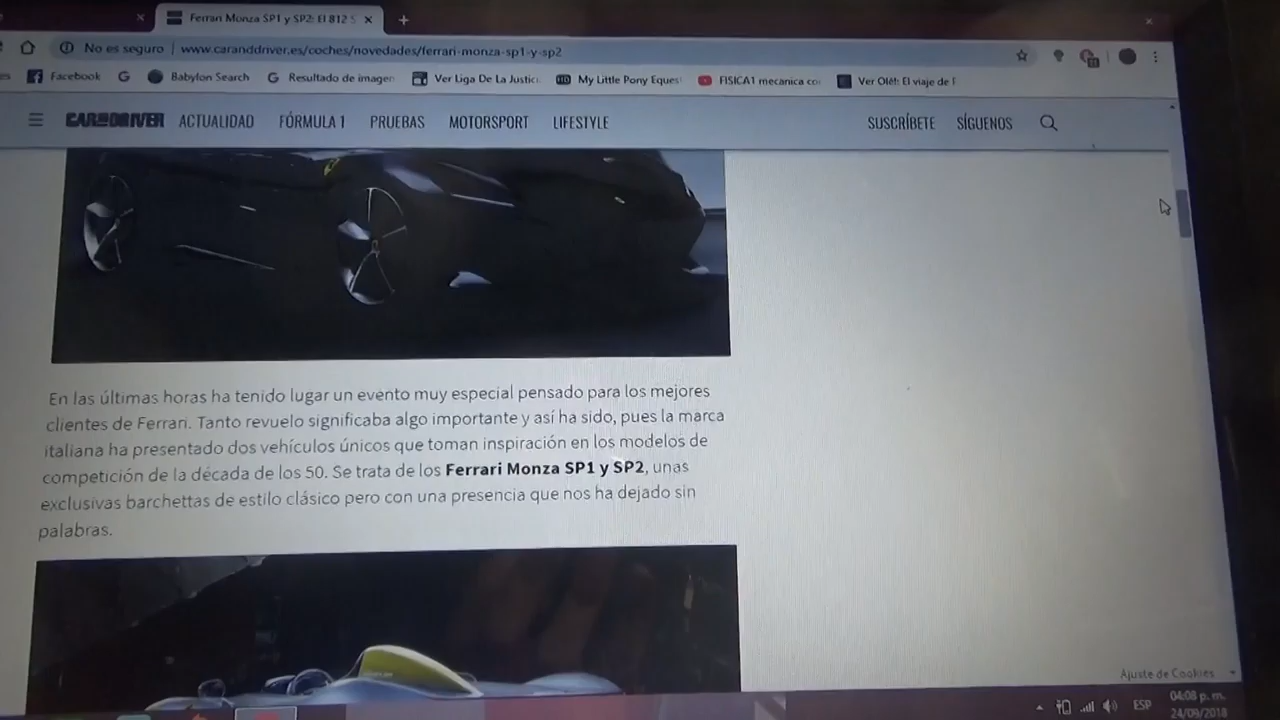 Ferrari Monza SP1 y SP2: El 812 S
No es seguro | www.caranddriver.es/coches/novedades/ferrari-monza-sp1-y-sp2
es Facebook Babylon Search Resultado de imagen Ver Liga De La Justici My Little Pony Eques FISICA1 mecanica co Ver Olé!: El viaje de F
CAR AND DRIVER ACTUALIDAD FÓRMULA 1 PRUEBAS MOTORSPORT LIFESTYLE SUSCRÍBETE SÍGUENOS
En las últimas horas ha tenido lugar un evento muy especial pensado para los mejores
clientes de Ferrari. Tanto revuelo significaba algo importante y así ha sido, pues la marca
italiana ha presentado dos vehículos únicos que toman inspiración en los modelos de
competición de la década de los 50. Se trata de los Ferrari Monza SP1 y SP2, unas
exclusivas barchettas de estilo clásico pero con una presencia que nos ha dejado sin
palabras.
Ajuste de Cookies
ESP 04:08 p. m.
24/09/2018